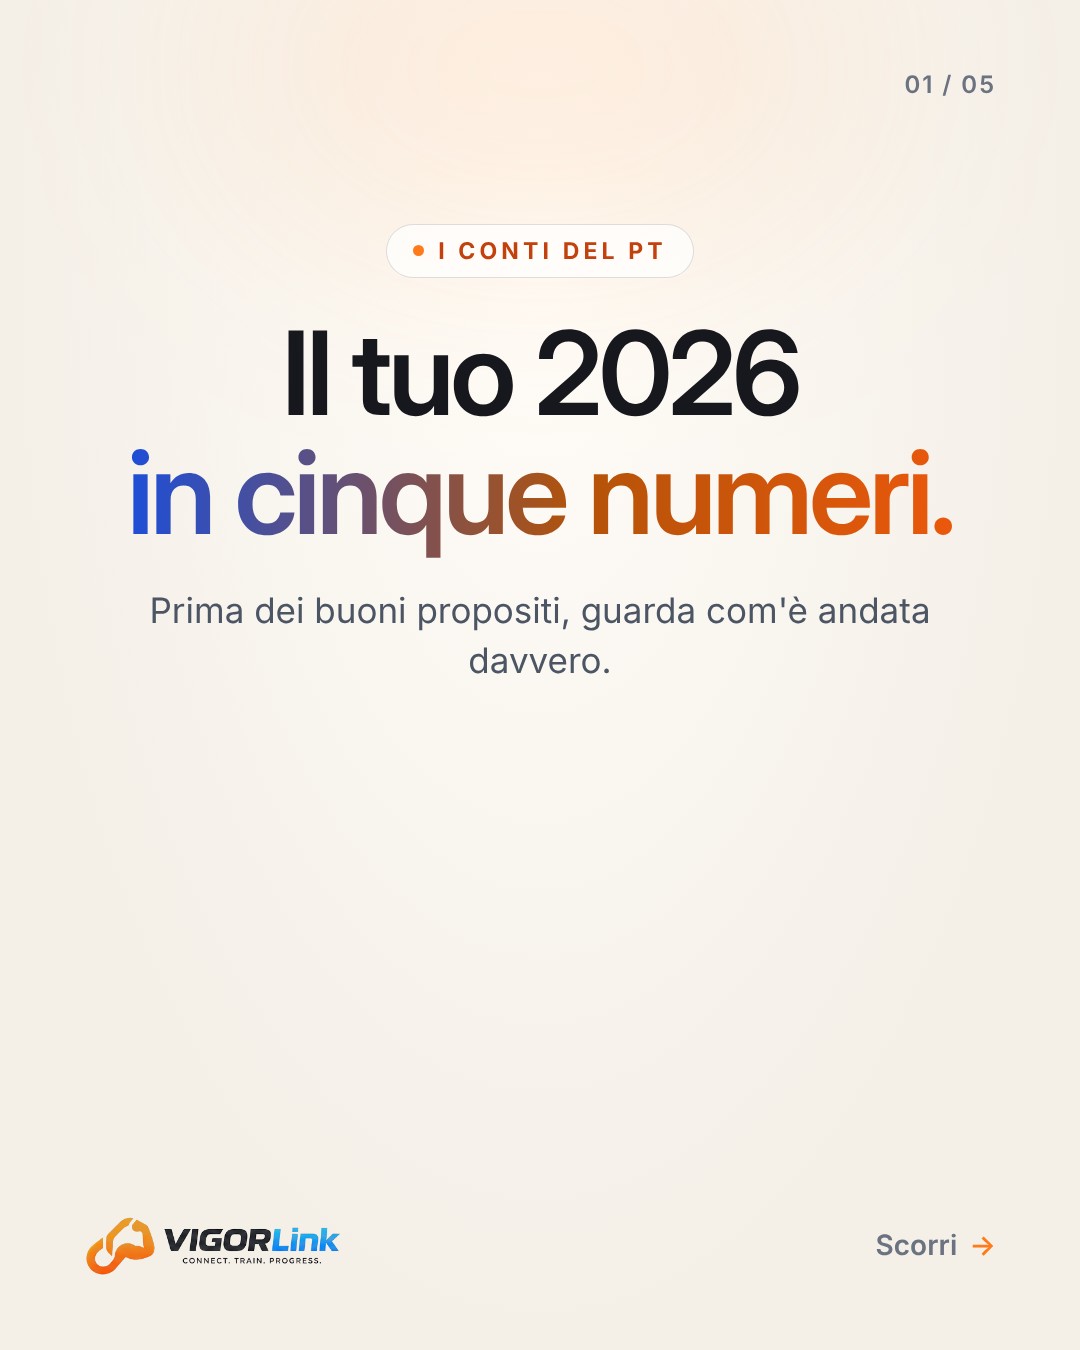 01 / 05
I CONTI DEL PT
Il tuo 2026
in cinque numeri.
Prima dei buoni propositi, guarda com'è andata
davvero.
VIGORLink
CONNECT. TRAIN. PROGRESS.
Scorri →